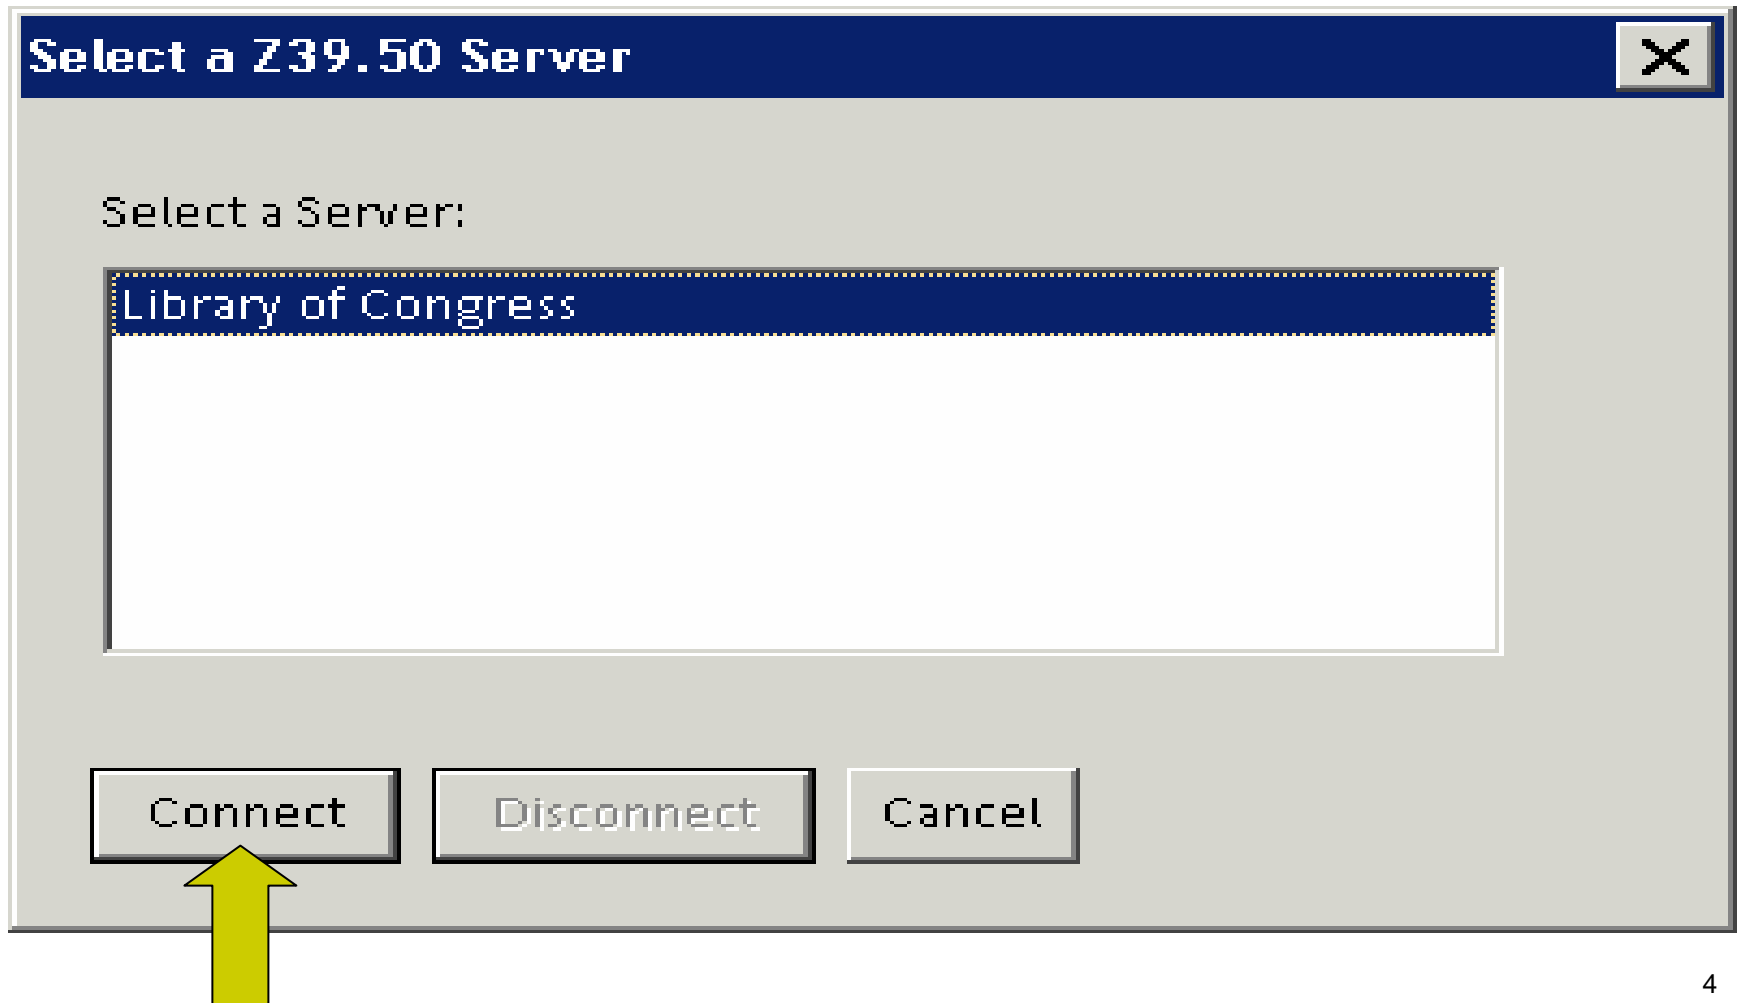 Select a Z39.50 Server
Select a Server:
Library of Congress
Connect Disconnect Cancel
4